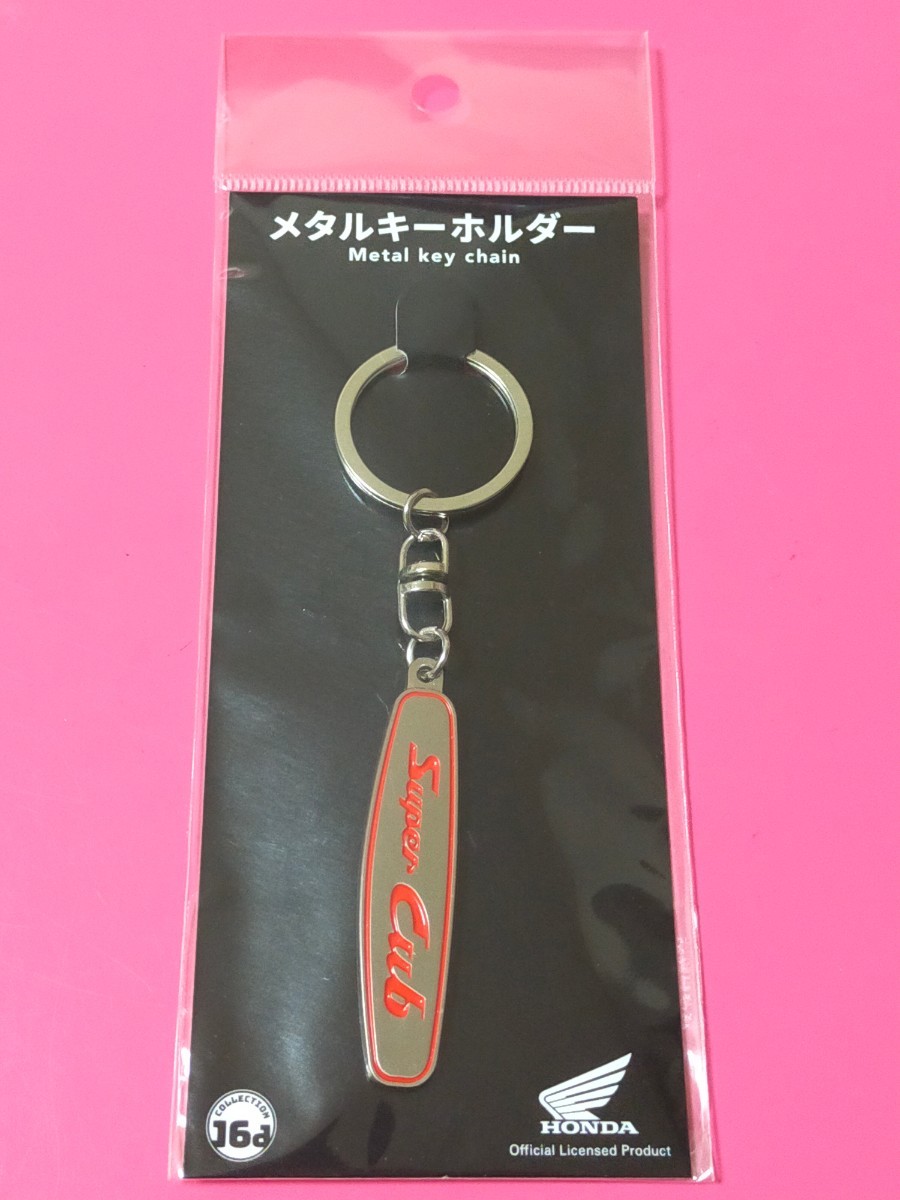 メタルキーホルダー
Metal key chain
Super Cub
COLLECTION
J6d
HONDA
Official Licensed Product